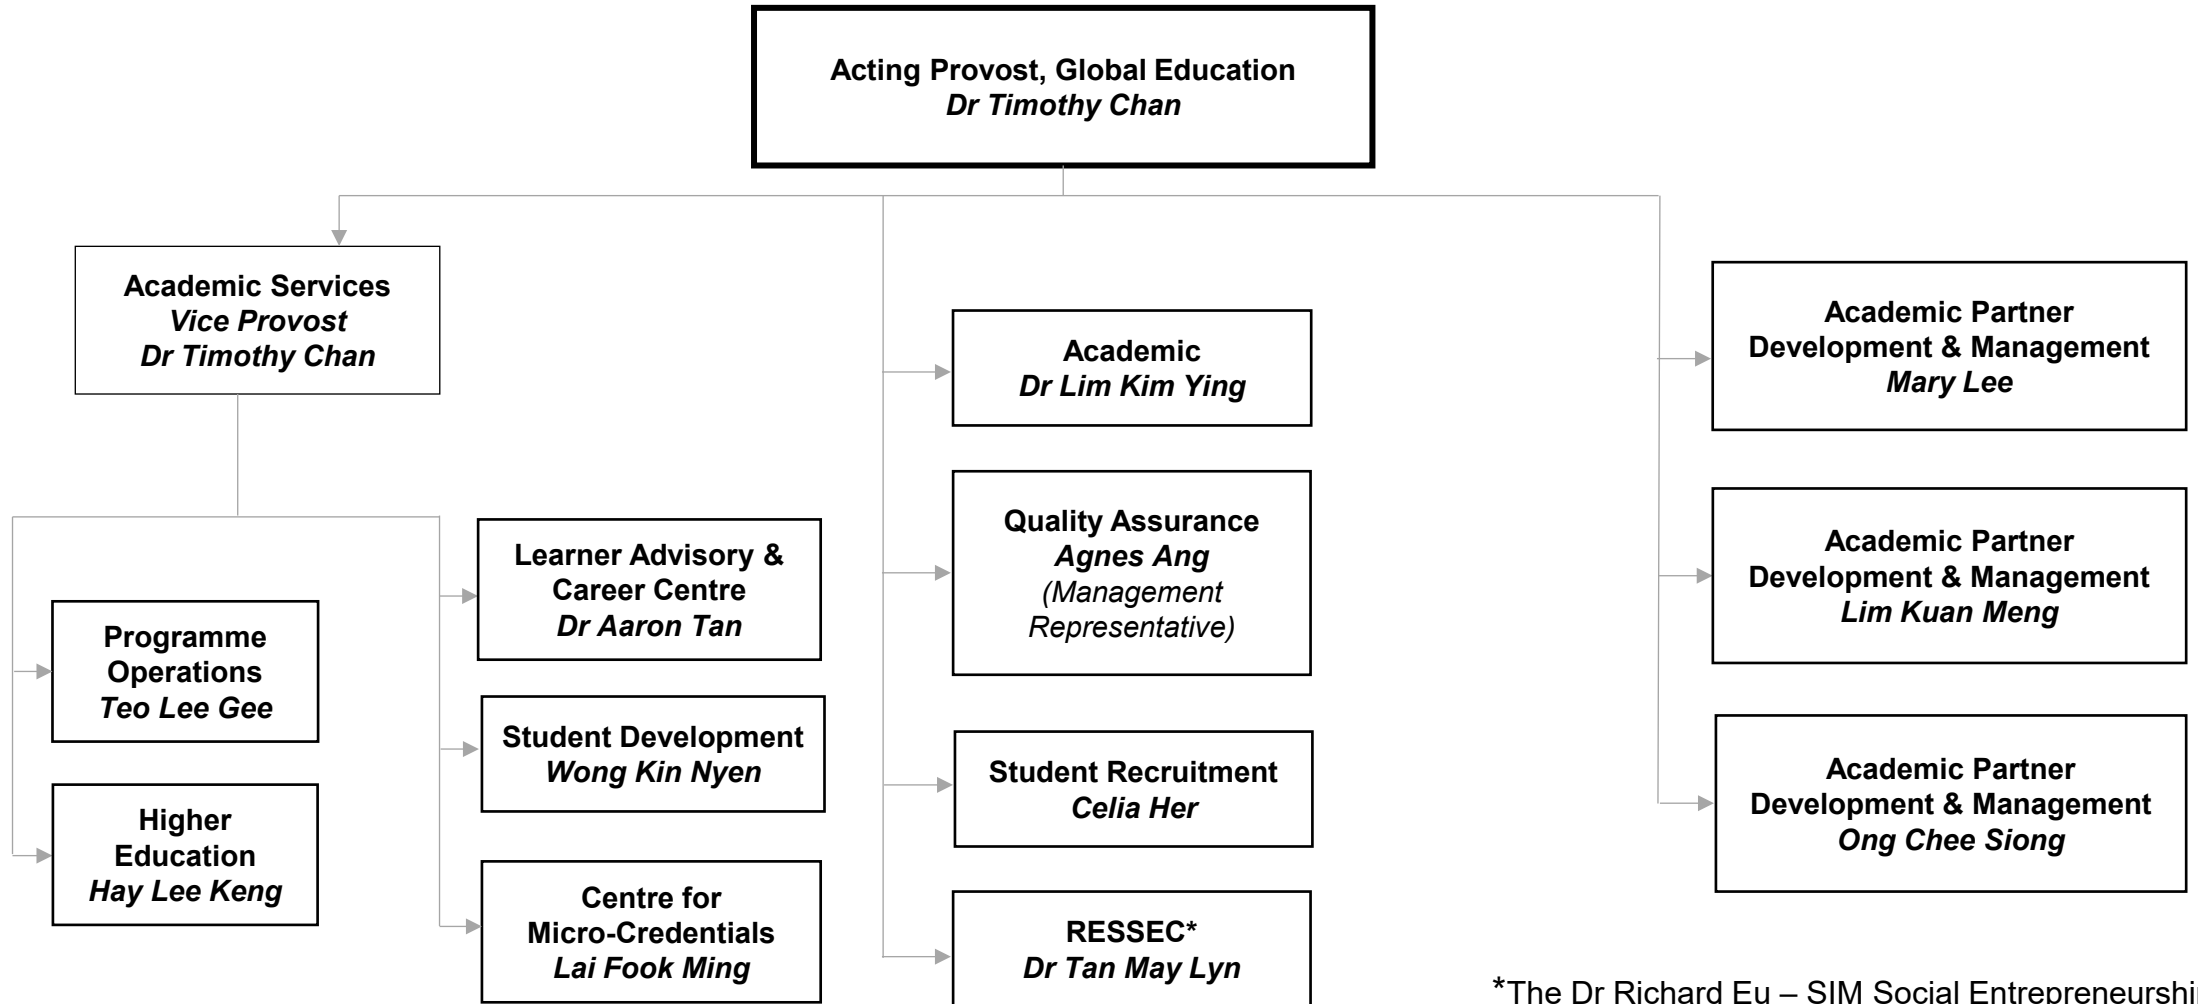 Acting Provost, Global Education
Dr Timothy Chan
Academic Services
Vice Provost
Dr Timothy Chan
Programme
Operations
Teo Lee Gee
Higher
Education
Hay Lee Keng
Learner Advisory &
Career Centre
Dr Aaron Tan
Student Development
Wong Kin Nyen
Centre for
Micro-Credentials
Lai Fook Ming
Academic
Dr Lim Kim Ying
Quality Assurance
Agnes Ang
(Management
Representative)
Student Recruitment
Celia Her
RESSEC*
Dr Tan May Lyn
Academic Partner
Development & Management
Mary Lee
Academic Partner
Development & Management
Lim Kuan Meng
Academic Partner
Development & Management
Ong Chee Siong
*The Dr Richard Eu – SIM Social Entrepreneurshi